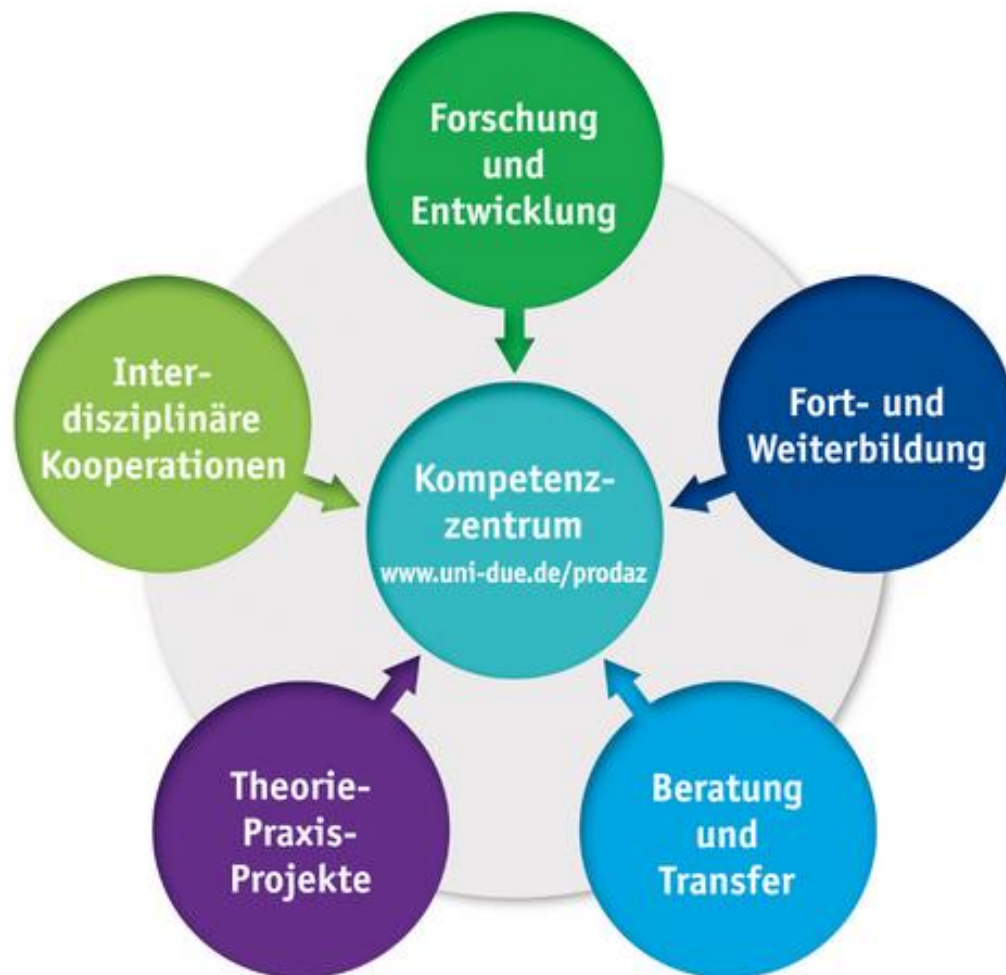 Forschung
und
Entwicklung
Inter-
disziplinäre
Kooperationen
Fort- und
Weiterbildung
Kompetenz-
zentrum
www.uni-due.de/prodaz
Theorie-
Praxis-
Projekte
Beratung
und
Transfer